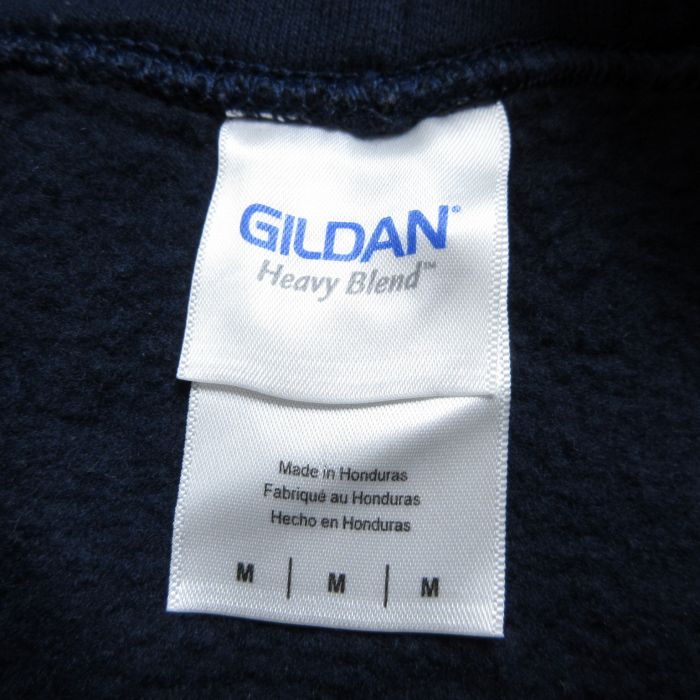 GILDAN®
Heavy Blend™
Made in Honduras
Fabriqué au Honduras
Hecho en Honduras
M | M | M